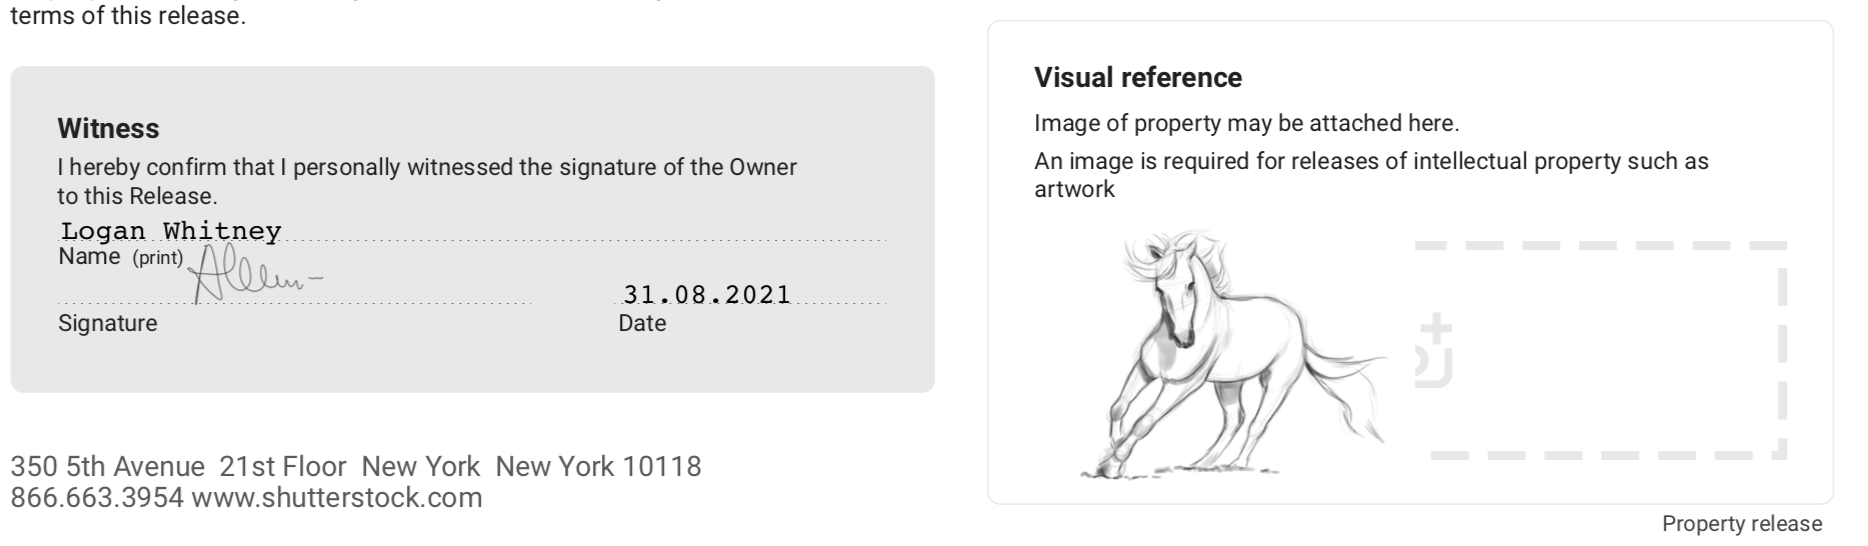 terms of this release.
Witness
I hereby confirm that I personally witnessed the signature of the Owner
to this Release.
Logan Whitney
Name (print)
31.08.2021
Signature
Date
350 5th Avenue 21st Floor New York New York 10118
866.663.3954 www.shutterstock.com
Visual reference
Image of property may be attached here.
An image is required for releases of intellectual property such as
artwork
Property release